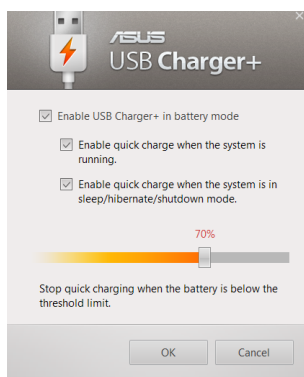 ASUS
USB Charger+
Enable USB Charger+ in battery mode
Enable quick charge when the system is
running.
Enable quick charge when the system is in
sleep/hibernate/shutdown mode.
70%
Stop quick charging when the battery is below the
threshold limit.
OK
Cancel